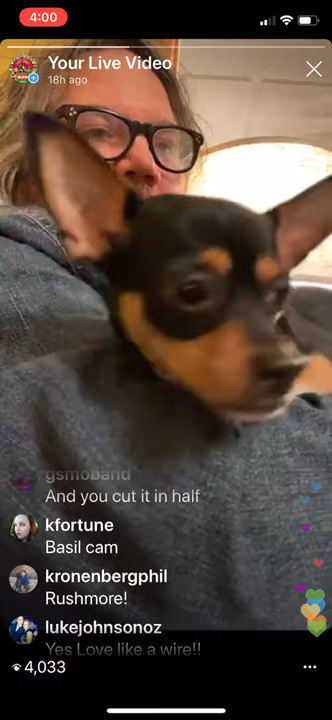 4:00
Your Live Video
18h ago
gsmoband
And you cut it in half
kfortune
Basil cam
kronenbergphil
Rushmore!
lukejohnsonoz
Yes Love like a wire!!
4,033